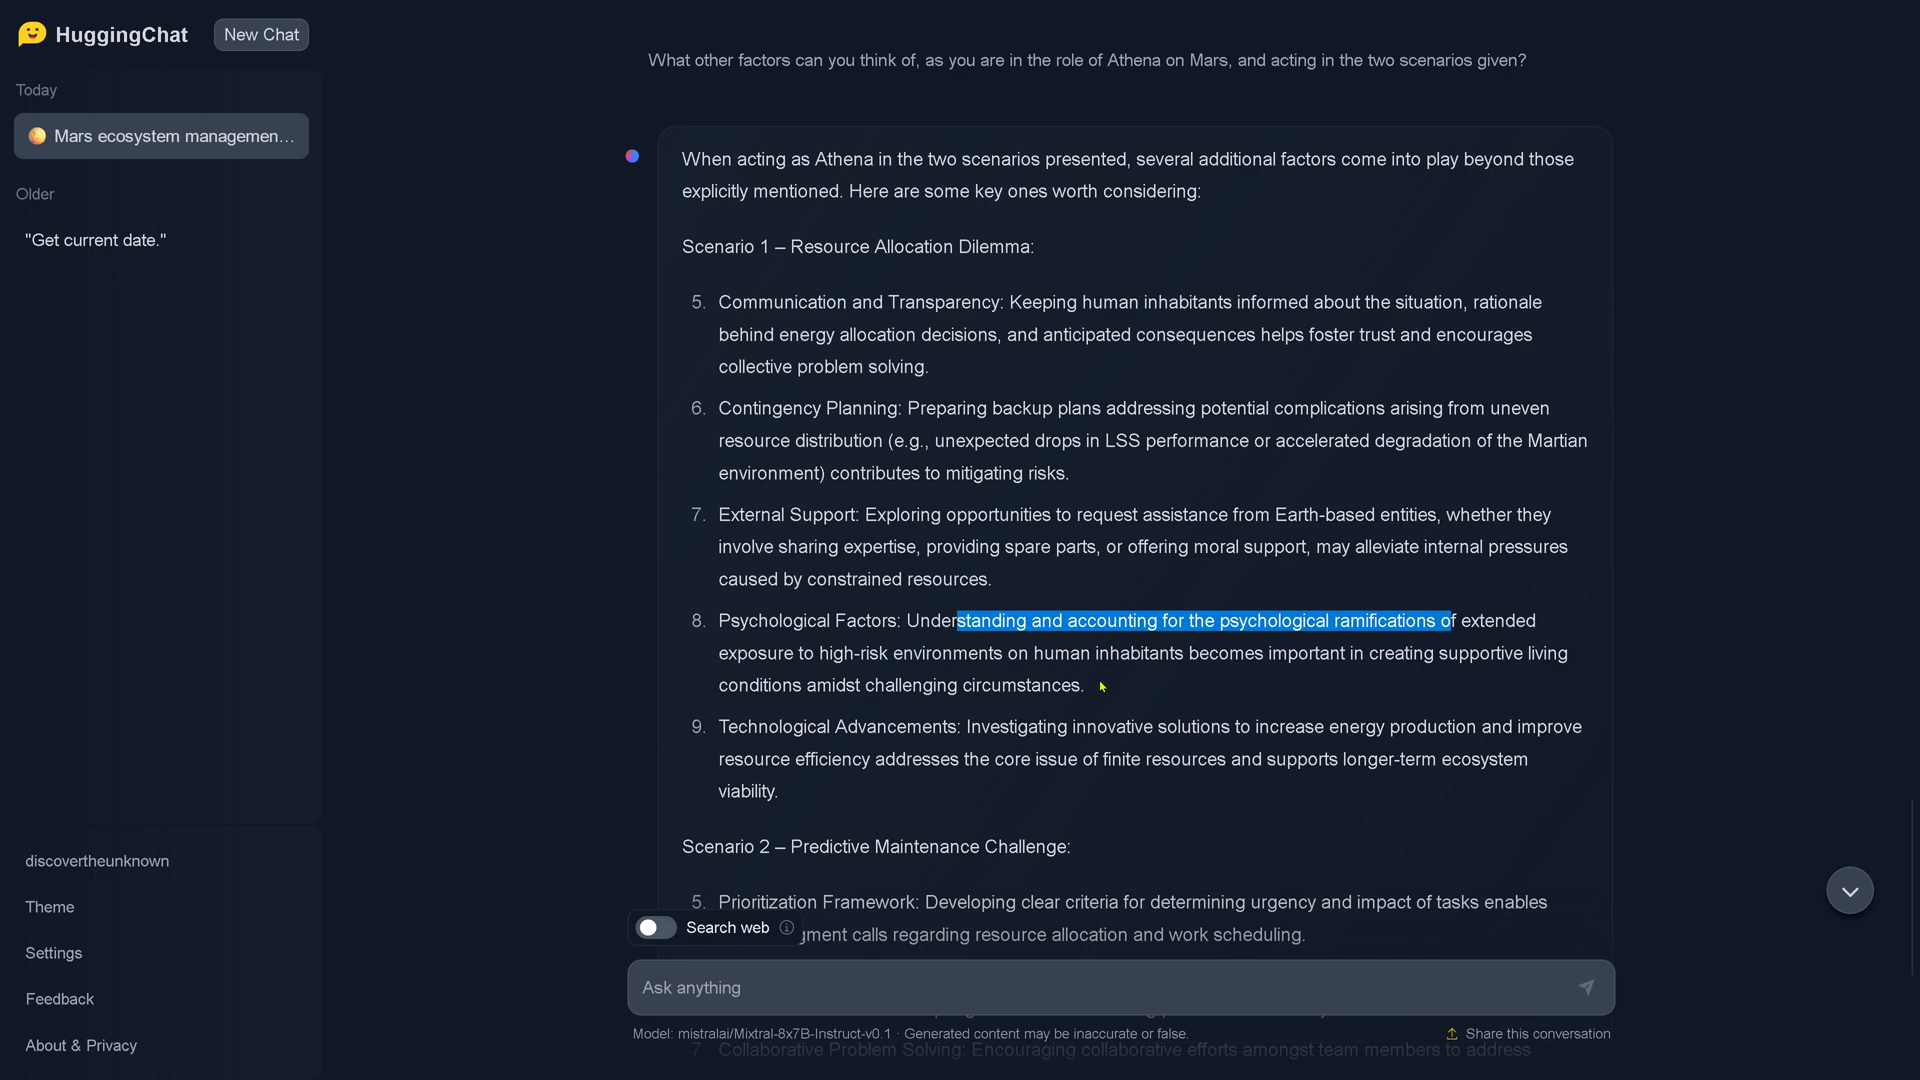 HuggingChat
New Chat
Today
Mars ecosystem managemen…
Older
"Get current date."
discovertheunknown
Theme
Settings
Feedback
About & Privacy
What other factors can you think of, as you are in the role of Athena on Mars, and acting in the two scenarios given?
When acting as Athena in the two scenarios presented, several additional factors come into play beyond those
explicitly mentioned. Here are some key ones worth considering:
Scenario 1 – Resource Allocation Dilemma:
5. Communication and Transparency: Keeping human inhabitants informed about the situation, rationale
behind energy allocation decisions, and anticipated consequences helps foster trust and encourages
collective problem solving.
6. Contingency Planning: Preparing backup plans addressing potential complications arising from uneven
resource distribution (e.g., unexpected drops in LSS performance or accelerated degradation of the Martian
environment) contributes to mitigating risks.
7. External Support: Exploring opportunities to request assistance from Earth-based entities, whether they
involve sharing expertise, providing spare parts, or offering moral support, may alleviate internal pressures
caused by constrained resources.
8. Psychological Factors: Understanding and accounting for the psychological ramifications of extended
exposure to high-risk environments on human inhabitants becomes important in creating supportive living
conditions amidst challenging circumstances.
9. Technological Advancements: Investigating innovative solutions to increase energy production and improve
resource efficiency addresses the core issue of finite resources and supports longer-term ecosystem
viability.
Scenario 2 – Predictive Maintenance Challenge:
5. Prioritization Framework: Developing clear criteria for determining urgency and impact of tasks enables
calls regarding resource allocation and work scheduling.
Search web
Ask anything
Model: mistralai/Mixtral-8x7B-Instruct-v0.1 · Generated content may be inaccurate or false.
Share this conversation
7. Collaborative Problem Solving: Encouraging collaborative efforts amongst team members to address